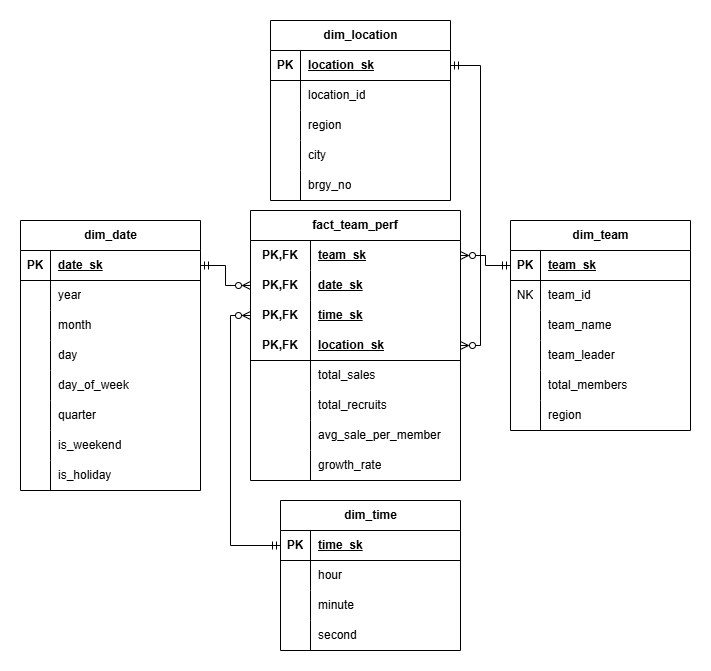 dim_location
PK location_sk
location_id
region
city
brgy_no
dim_date
PK date_sk
year
month
day
day_of_week
quarter
is_weekend
is_holiday
fact_team_perf
PK,FK team_sk
PK,FK date_sk
PK,FK time_sk
PK,FK location_sk
total_sales
total_recruits
avg_sale_per_member
growth_rate
dim_team
PK team_sk
NK team_id
team_name
team_leader
total_members
region
dim_time
PK time_sk
hour
minute
second